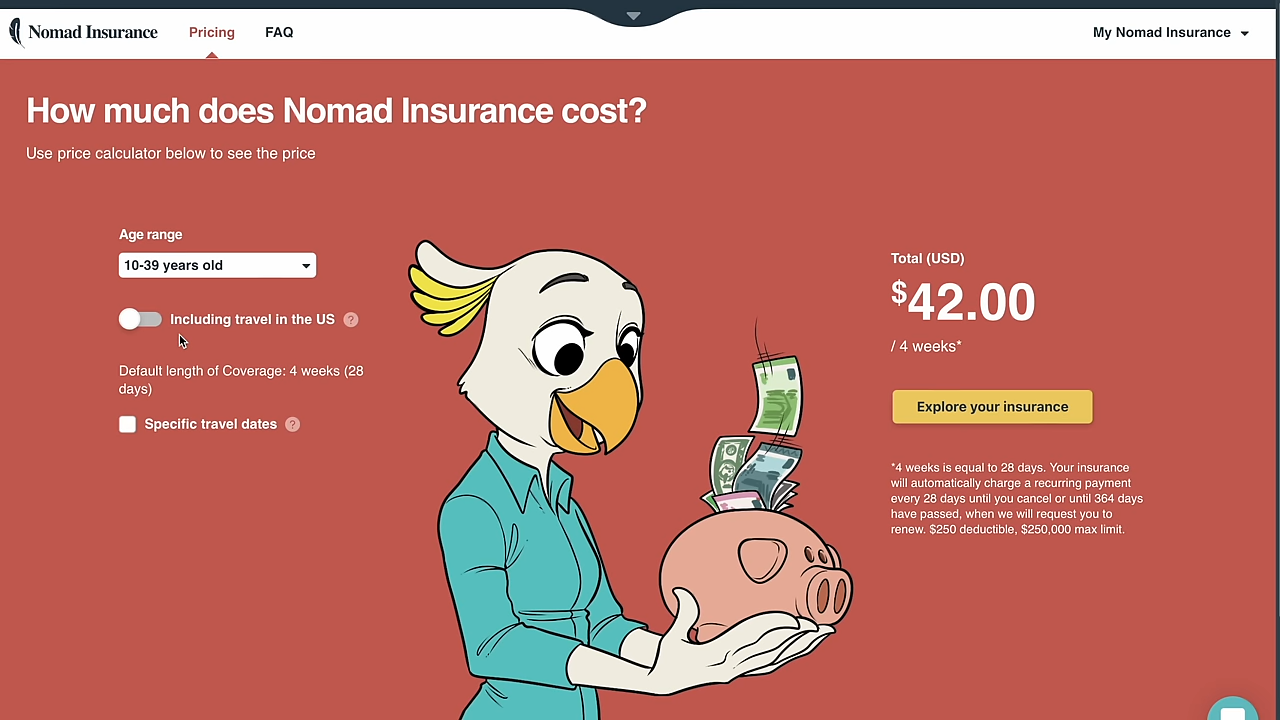 Nomad Insurance
Pricing
FAQ
My Nomad Insurance
How much does Nomad Insurance cost?
Use price calculator below to see the price
Age range
10-39 years old
Including travel in the US ?
Default length of Coverage: 4 weeks (28
days)
Specific travel dates ?
Total (USD)
$42.00
/ 4 weeks*
Explore your insurance
*4 weeks is equal to 28 days. Your insurance
will automatically charge a recurring payment
every 28 days until you cancel or until 364 days
have passed, when we will request you to
renew. $250 deductible, $250,000 max limit.